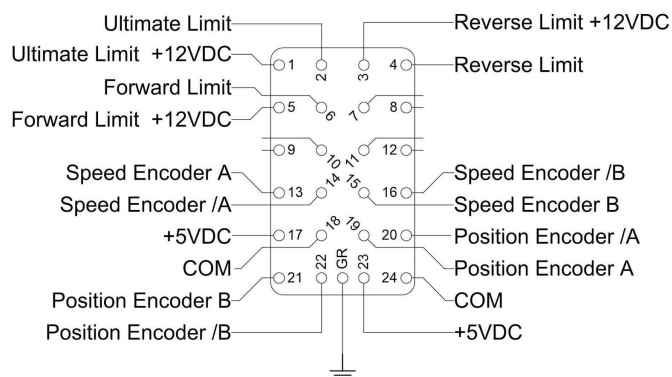 Ultimate Limit
Reverse Limit +12VDC
Ultimate Limit +12VDC
1 2 3 4
Reverse Limit
Forward Limit
Forward Limit +12VDC
5 6 7 8
9 10 11 12
Speed Encoder A
Speed Encoder /B
13 14 15 16
Speed Encoder /A
Speed Encoder B
+5VDC
17 18 19 20
Position Encoder /A
COM
Position Encoder A
21 22 GR 23 24
Position Encoder B
COM
Position Encoder /B
+5VDC